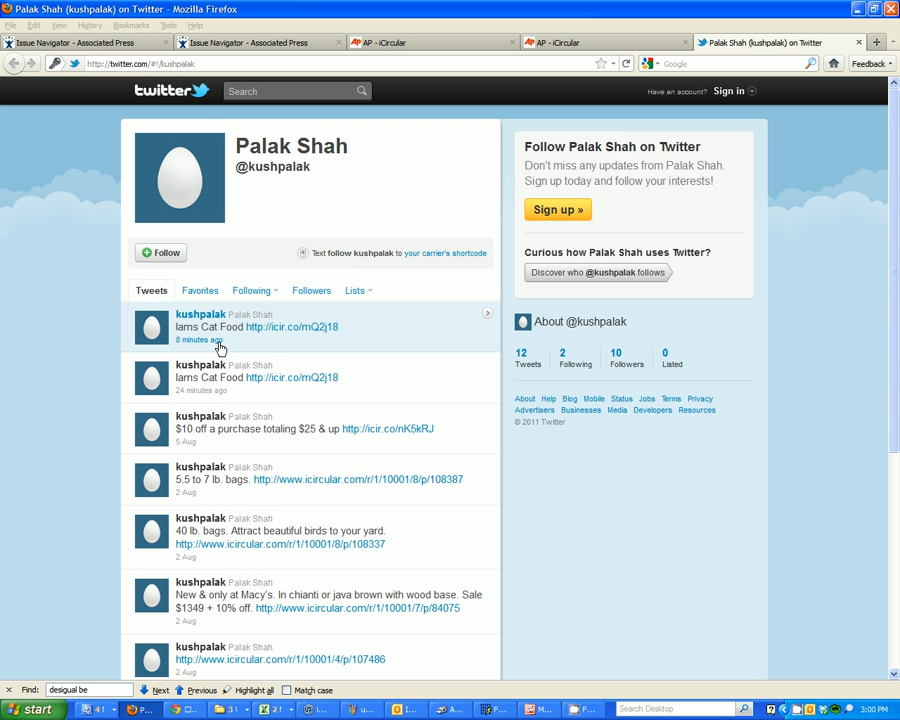 Palak Shah (kushpalak) on Twitter - Mozilla Firefox
File Edit View History Bookmarks Tools Help
Issue Navigator - Associated Press
Issue Navigator - Associated Press
AP - iCircular
AP - iCircular
Palak Shah (kushpalak) on Twitter
http://twitter.com/#!/kushpalak
Google
Feedback
twitter
Search
Have an account? Sign in
Palak Shah
@kushpalak
Follow
Text follow kushpalak to your carrier's shortcode
Tweets Favorites Following Followers Lists
kushpalak Palak Shah
Iams Cat Food http://icir.co/mQ2j18
8 minutes ago
kushpalak Palak Shah
Iams Cat Food http://icir.co/mQ2j18
24 minutes ago
kushpalak Palak Shah
$10 off a purchase totaling $25 & up http://icir.co/nK5kRJ
5 Aug
kushpalak Palak Shah
5.5 to 7 lb. bags. http://www.icircular.com/r/1/10001/8/p/108387
2 Aug
kushpalak Palak Shah
40 lb. bags. Attract beautiful birds to your yard.
http://www.icircular.com/r/1/10001/8/p/108337
2 Aug
kushpalak Palak Shah
New & only at Macy's. In chianti or java brown with wood base. Sale
$1349 + 10% off. http://www.icircular.com/r/1/10001/7/p/84075
2 Aug
kushpalak Palak Shah
http://www.icircular.com/r/1/10001/4/p/107486
2 Aug
Follow Palak Shah on Twitter
Don't miss any updates from Palak Shah.
Sign up today and follow your interests!
Sign up »
Curious how Palak Shah uses Twitter?
Discover who @kushpalak follows
About @kushpalak
12 2 10 0
Tweets Following Followers Listed
About Help Blog Mobile Status Jobs Terms Privacy
Advertisers Businesses Media Developers Resources
© 2011 Twitter
Find: desigual be Next Previous Highlight all Match case
start
Search Desktop
3:00 PM